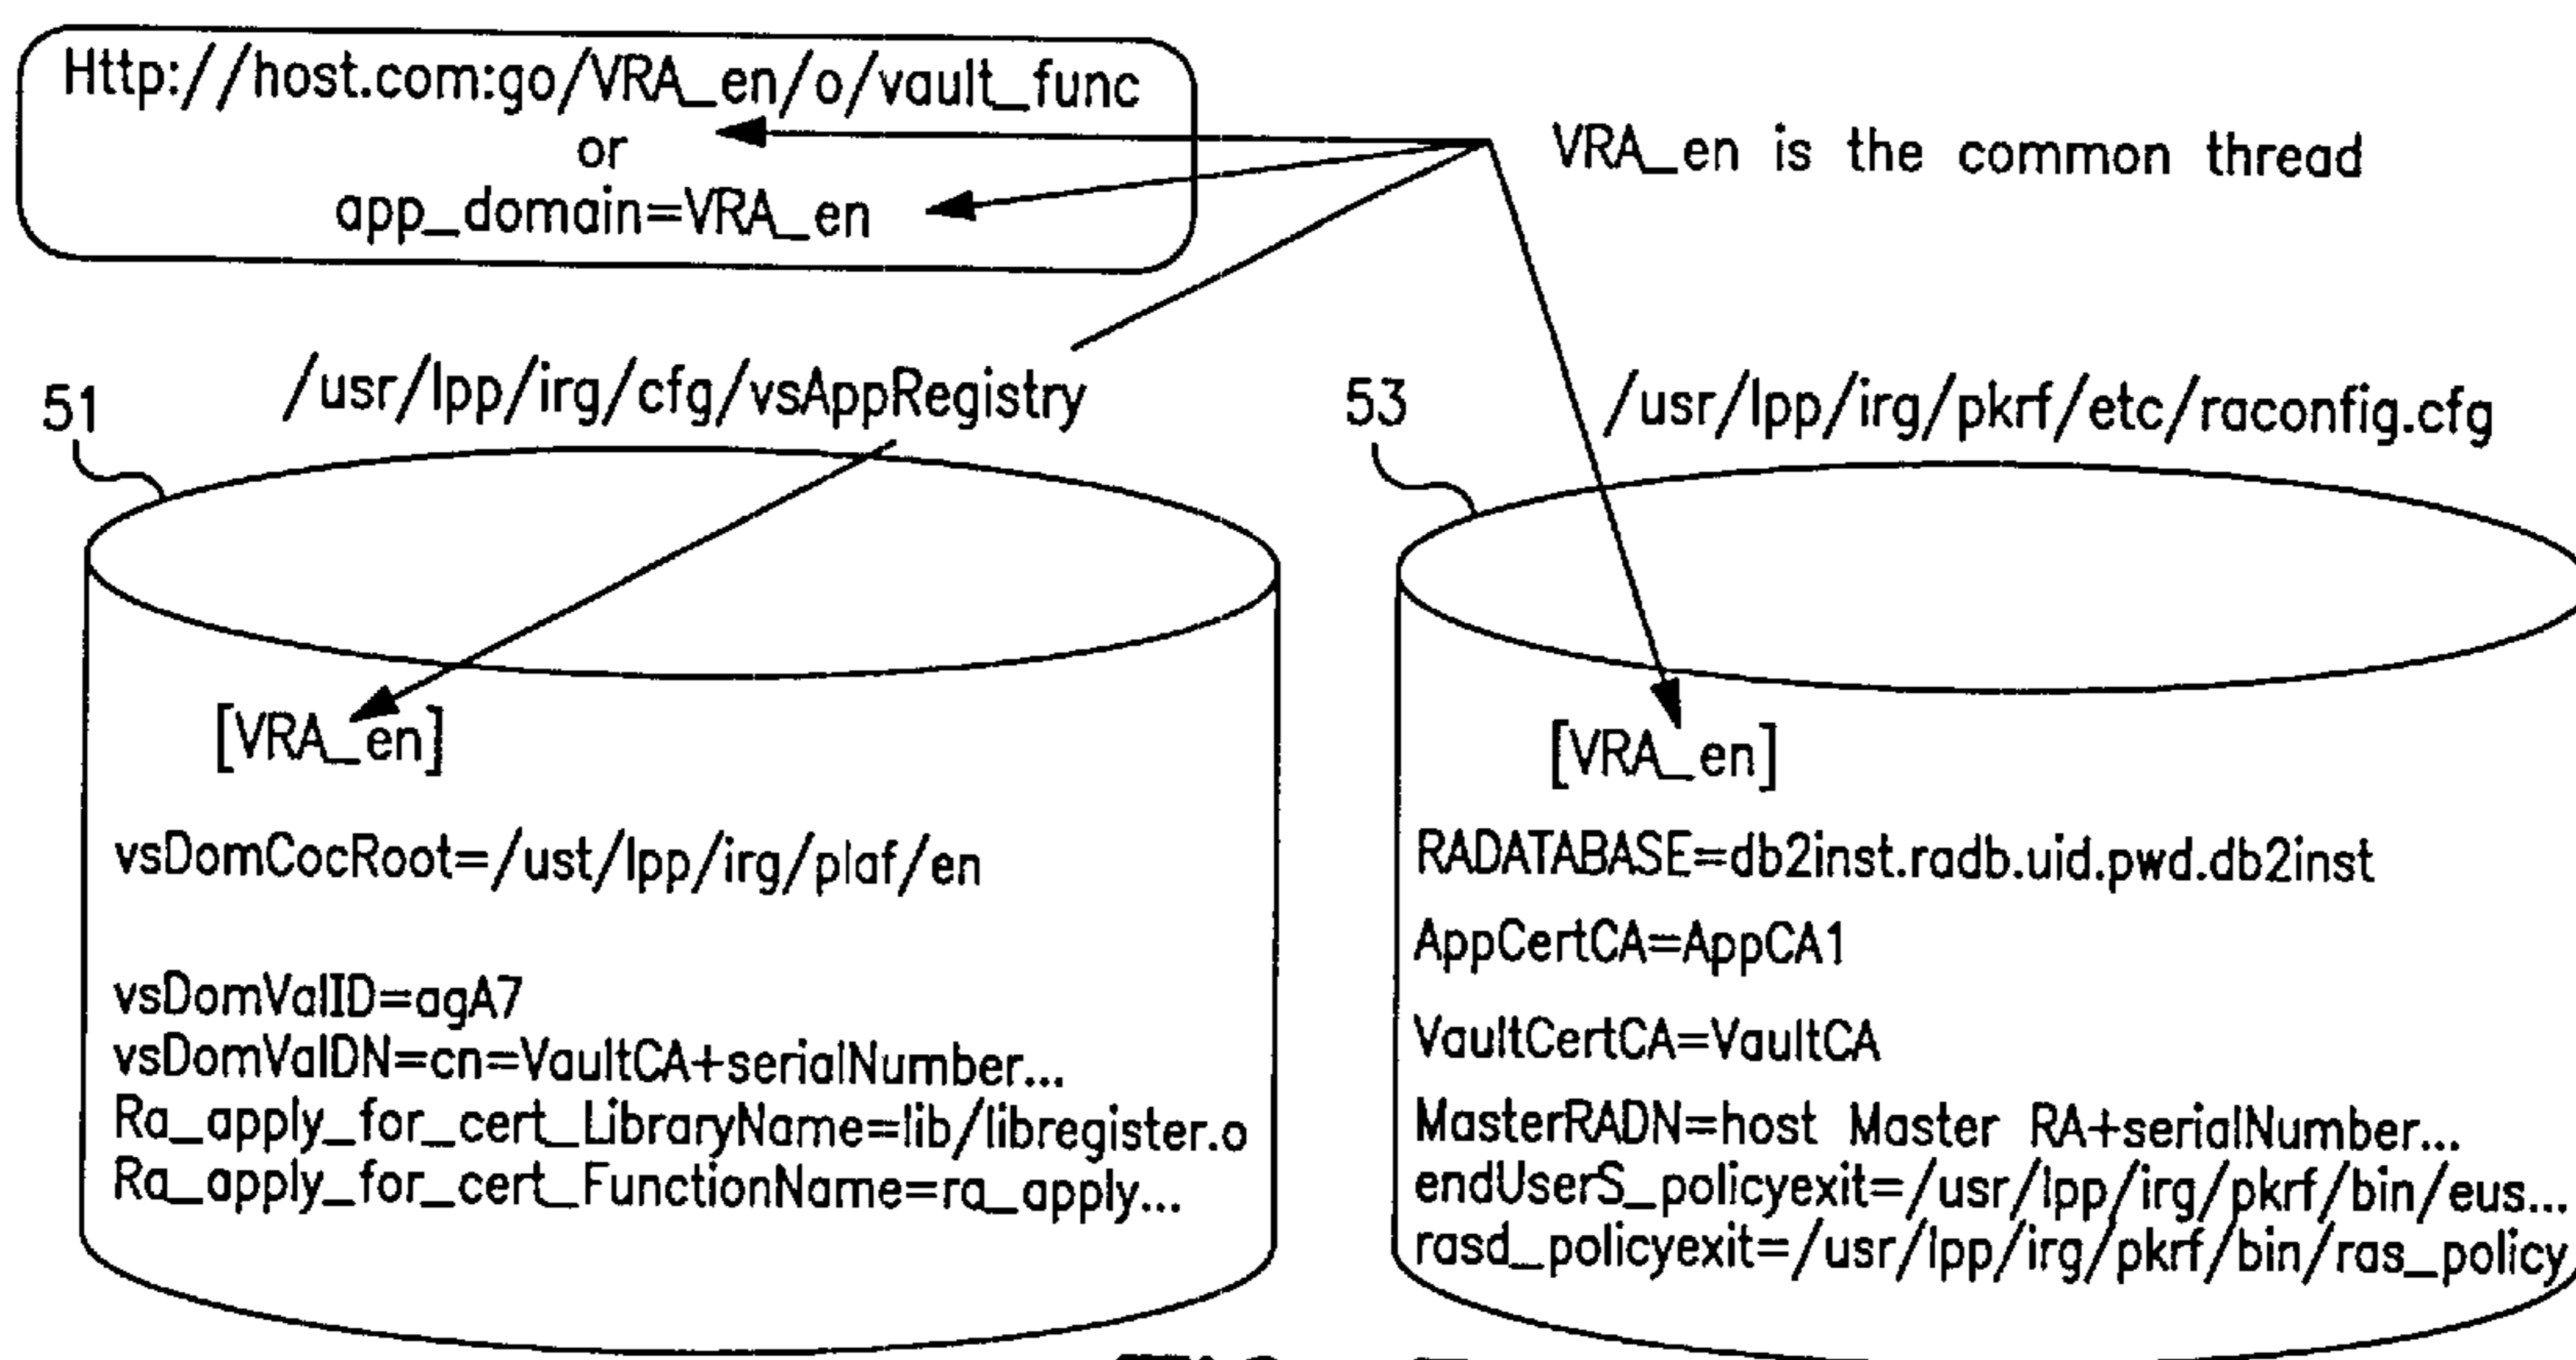 Http://host.com:go/VRA_en/o/vault_func
or
app_domain=VRA_en
VRA_en is the common thread
51
/usr/lpp/irg/cfg/vsAppRegistry
53
/usr/lpp/irg/pkrf/etc/raconfig.cfg
[VRA_en]
vsDomCocRoot=/ust/lpp/irg/plaf/en
vsDomValID=agA7
vsDomValDN=cn=VaultCA+serialNumber...
Ra_apply_for_cert_LibraryName=lib/libregister.o
Ra_apply_for_cert_FunctionName=ra_apply...
[VRA_en]
RADATABASE=db2inst.radb.uid.pwd.db2inst
AppCertCA=AppCA1
VaultCertCA=VaultCA
MasterRADN=host Master RA+serialNumber...
endUserS_policyexit=/usr/lpp/irg/pkrf/bin/eus...
rasd_policyexit=/usr/lpp/irg/pkrf/bin/ras_policy